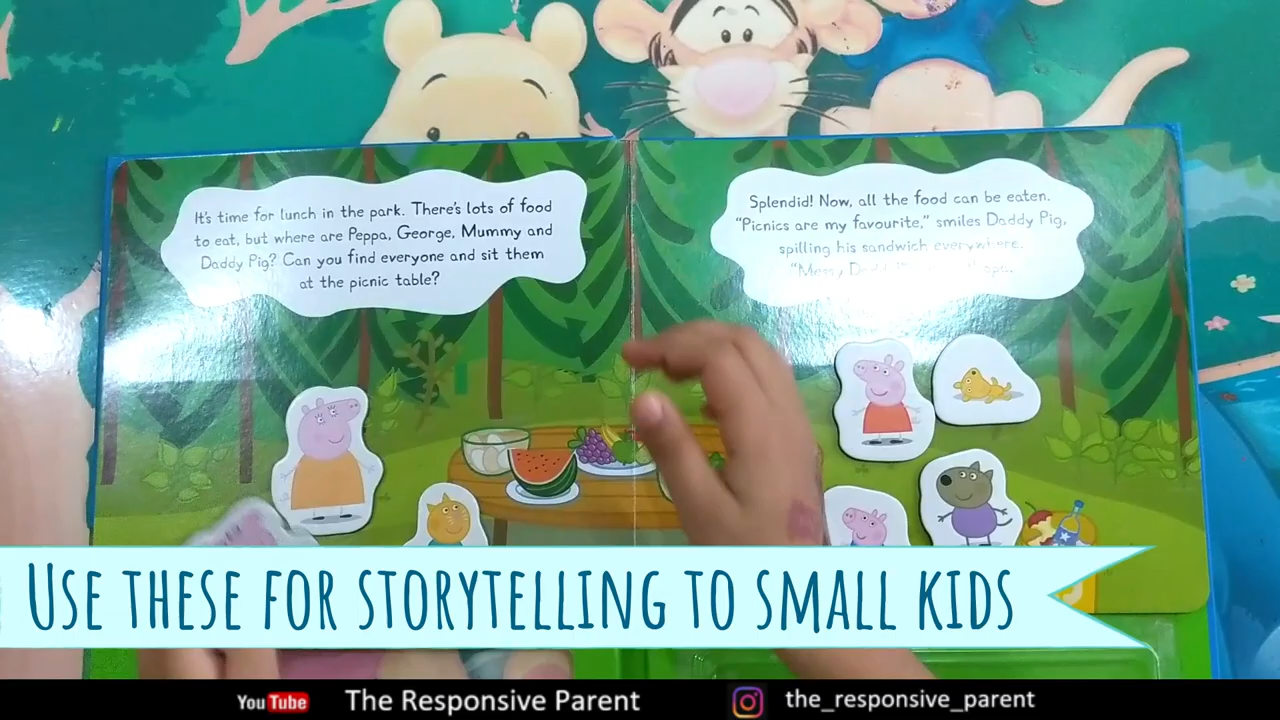 It's time for lunch in the park. There's lots of food
to eat, but where are Peppa, George, Mummy and
Daddy Pig? Can you find everyone and sit them
at the picnic table?
Splendid! Now, all the food can be eaten.
"Picnics are my favourite," smiles Daddy Pig,
spilling his sandwich everywhere.
USE THESE FOR STORYTELLING TO SMALL KIDS
YouTube The Responsive Parent the_responsive_parent